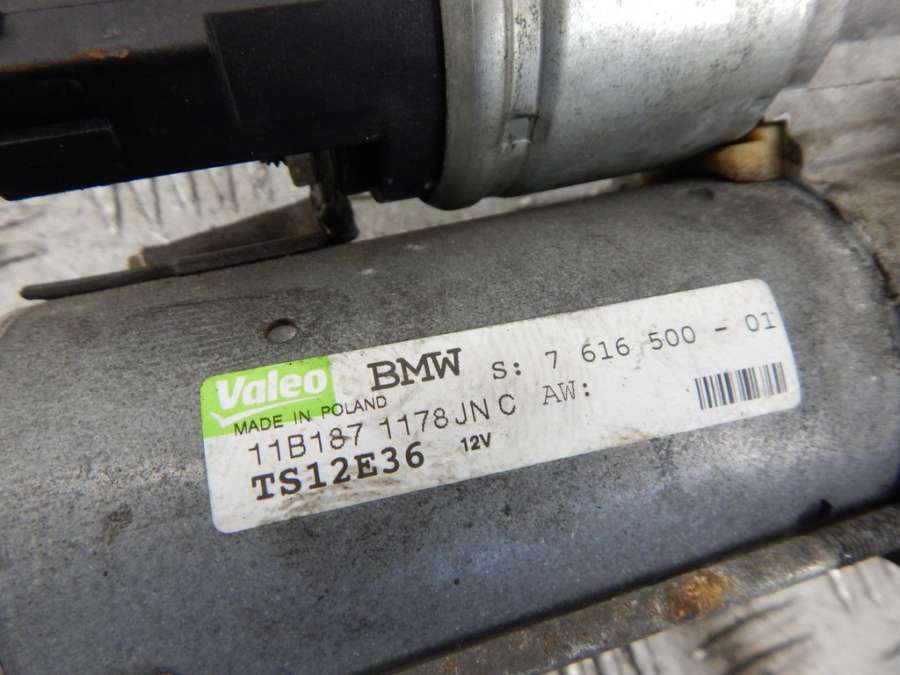 Valeo BMW S: 7 616 500 - 01
MADE IN POLAND
11B187 1178JN C AW:
TS12E36 12V